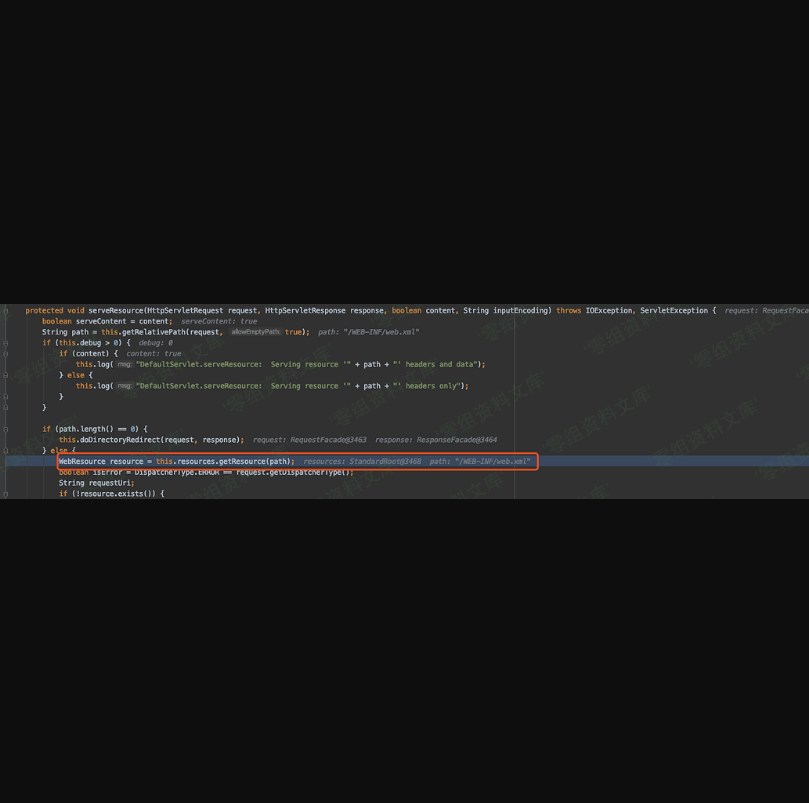 protected void serveResource(HttpServletRequest request, HttpServletResponse response, boolean content, String inputEncoding) throws IOException, ServletException {  request: RequestFaca
boolean serveContent = content;  serveContent: true
String path = this.getRelativePath(request,  allowEmptyPath: true);  path: "/WEB-INF/web.xml"
if (this.debug > 0) {  debug: 0
if (content) {  content: true
this.log( msg: "DefaultServlet.serveResource:  Serving resource '" + path + "' headers and data");
} else {
this.log( msg: "DefaultServlet.serveResource:  Serving resource '" + path + "' headers only");
}
}
if (path.length() == 0) {
this.doDirectoryRedirect(request, response);  request: RequestFacade@3463  response: ResponseFacade@3464
} else {
WebResource resource = this.resources.getResource(path);  resources: StandardRoot@3468  path: "/WEB-INF/web.xml"
boolean isError = DispatcherType.ERROR == request.getDispatcherType();
String requestUri;
if (!resource.exists()) {
零组资料文库